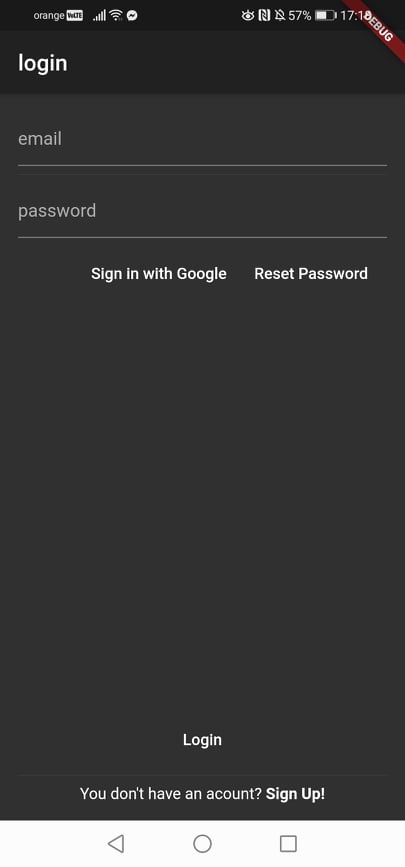 orange VoLTE 57% 17:1
DEBUG
login
email
password
Sign in with Google Reset Password
Login
You don't have an acount? Sign Up!